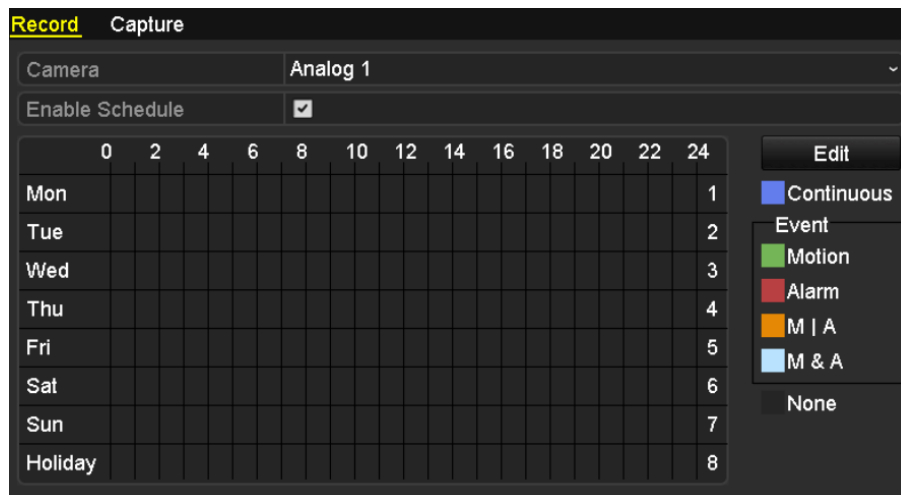 Record Capture
Camera Analog 1
Enable Schedule
0 2 4 6 8 10 12 14 16 18 20 22 24 Edit
Mon 1 Continuous
Tue 2 Event
Wed 3 Motion
Thu 4 Alarm
Fri 5 M | A
Sat 6 M & A
Sun 7 None
Holiday 8